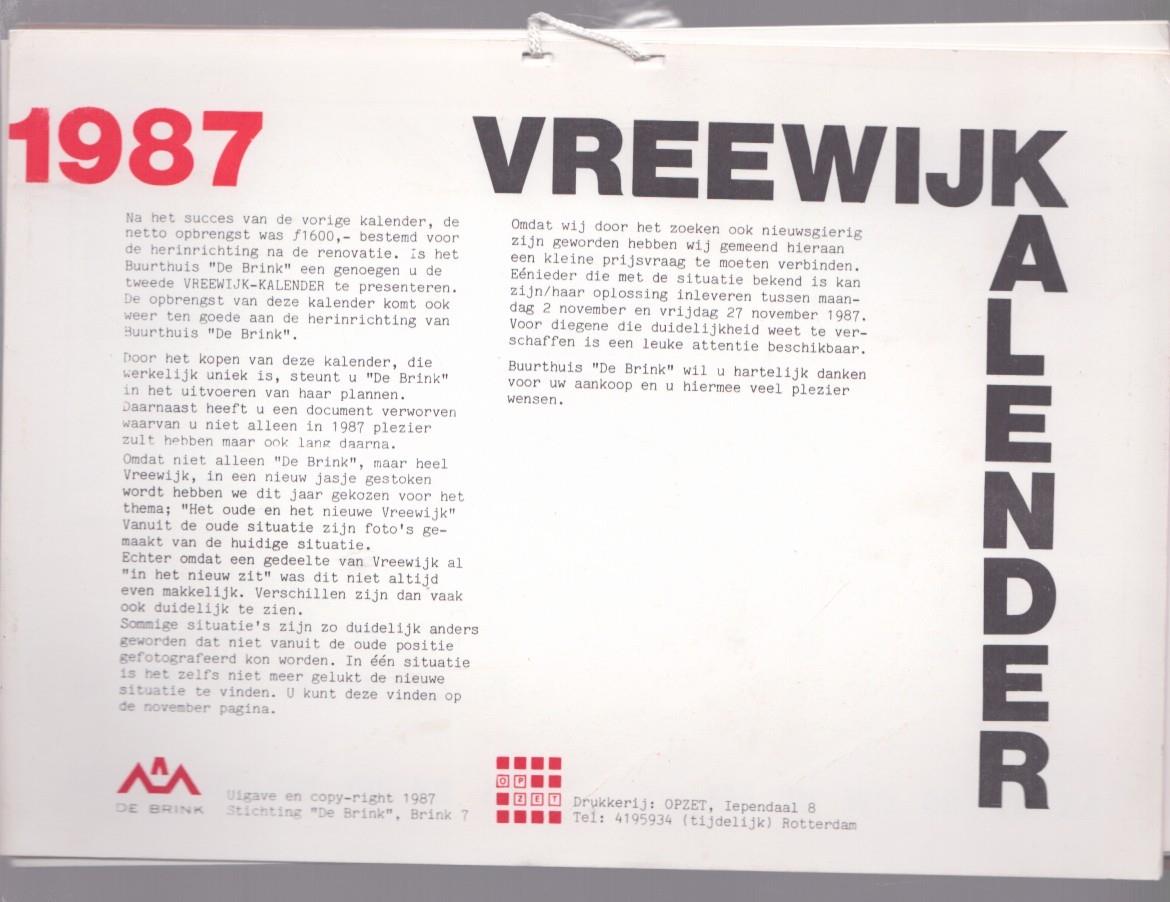 1987
VREEWIJK
KALENDER
Na het succes van de vorige kalender, de
netto opbrengst was ƒ1600,- bestemd voor
de herinrichting na de renovatie. Is het
Buurthuis "De Brink" een genoegen u de
tweede VREEWIJK-KALENDER te presenteren.
De opbrengst van deze kalender komt ook
weer ten goede aan de herinrichting van
Buurthuis "De Brink".
Door het kopen van deze kalender, die
werkelijk uniek is, steunt u "De Brink"
in het uitvoeren van haar plannen.
Daarnaast heeft u een document verworven
waarvan u niet alleen in 1987 plezier
zult hebben maar ook lang daarna.
Omdat niet alleen "De Brink", maar heel
Vreewijk, in een nieuw jasje gestoken
wordt hebben we dit jaar gekozen voor het
thema; "Het oude en het nieuwe Vreewijk"
Vanuit de oude situatie zijn foto's ge-
maakt van de huidige situatie.
Echter omdat een gedeelte van Vreewijk al
"in het nieuw zit" was dit niet altijd
even makkelijk. Verschillen zijn dan vaak
ook duidelijk te zien.
Sommige situatie's zijn zo duidelijk anders
geworden dat niet vanuit de oude positie
gefotografeerd kon worden. In één situatie
is het zelfs niet meer gelukt de nieuwe
situatie te vinden. U kunt deze vinden op
de november pagina.
Omdat wij door het zoeken ook nieuwsgierig
zijn geworden hebben wij gemeend hieraan
een kleine prijsvraag te moeten verbinden.
Eénieder die met de situatie bekend is kan
zijn/haar oplossing inleveren tussen maan-
dag 2 november en vrijdag 27 november 1987.
Voor diegene die duidelijkheid weet te ver-
schaffen is een leuke attentie beschikbaar.
Buurthuis "De Brink" wil u hartelijk danken
voor uw aankoop en u hiermee veel plezier
wensen.
DE BRINK
Uigave en copy-right 1987
Stichting "De Brink", Brink 7
OP
ZET
Drukkerij: OPZET, Iependaal 8
Tel: 4195934 (tijdelijk) Rotterdam